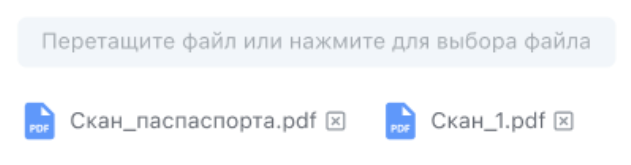 Перетащите файл или нажмите для выбора файла
PDF Скан_паспаспорта.pdf PDF Скан_1.pdf